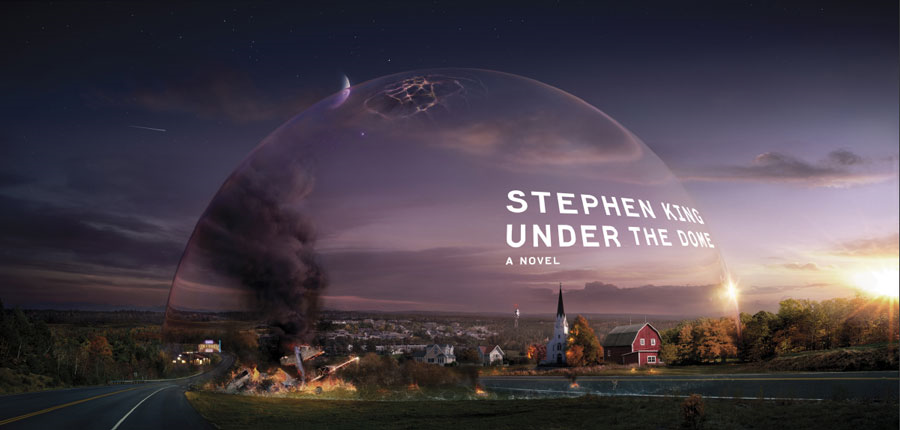 STEPHEN KING
UNDER THE DOME
A NOVEL